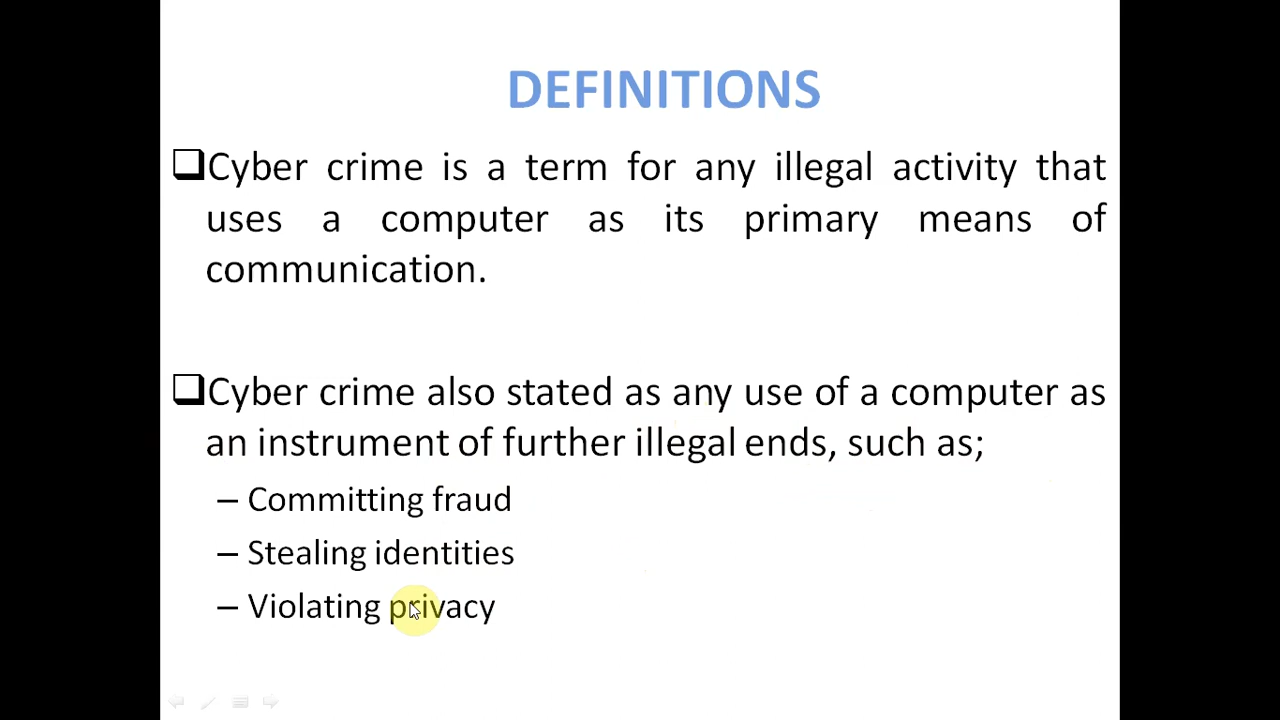 DEFINITIONS
Cyber crime is a term for any illegal activity that
uses a computer as its primary means of
communication.
Cyber crime also stated as any use of a computer as
an instrument of further illegal ends, such as;
– Committing fraud
– Stealing identities
– Violating privacy